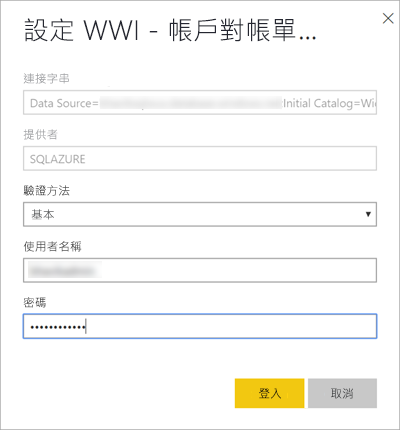 設定 WWI - 帳戶對帳單...
連接字串
Data Source= Initial Catalog=Wi
提供者
SQLAZURE
驗證方法
基本
使用者名稱
密碼
••••••••••••
登入
取消